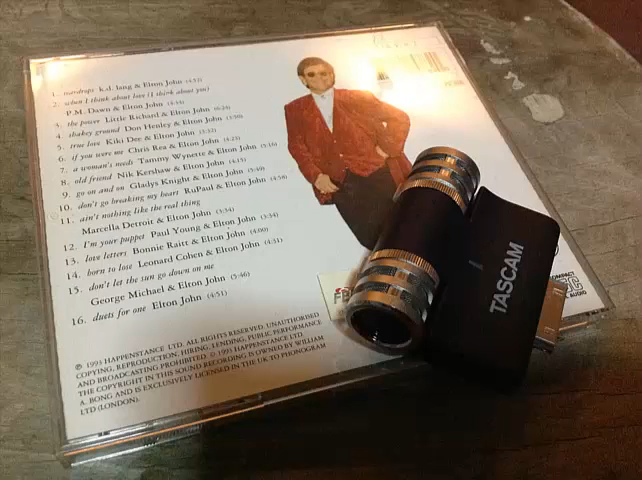 1. teardrops k.d. lang & Elton John (4:53)
2. when I think about love (I think about you)
P.M. Dawn & Elton John (4:35)
3. the power Little Richard & Elton John (6:24)
4. shakey ground Don Henley & Elton John (3:50)
5. true love Kiki Dee & Elton John (3:32)
6. if you were me Chris Rea & Elton John (4:23)
7. a woman's needs Tammy Wynette & Elton John (5:16)
8. old friend Nik Kershaw & Elton John (4:15)
9. go on and on Gladys Knight & Elton John (5:49)
10. don't go breaking my heart RuPaul & Elton John (4:58)
11. ain't nothing like the real thing
Marcella Detroit & Elton John (3:34)
12. I'm your puppet Paul Young & Elton John (3:34)
13. love letters Bonnie Raitt & Elton John (4:00)
14. born to lose Leonard Cohen & Elton John (4:31)
15. don't let the sun go down on me
George Michael & Elton John (5:46)
16. duets for one Elton John (4:51)
℗ 1993 HAPPENSTANCE LTD. ALL RIGHTS RESERVED. UNAUTHORISED
COPYING, REPRODUCTION, HIRING, LENDING, PUBLIC PERFORMANCE
AND BROADCASTING PROHIBITED. © 1993 HAPPENSTANCE LTD.
THE COPYRIGHT IN THIS SOUND RECORDING IS OWNED BY WILLIAM
A. BONG AND IS EXCLUSIVELY LICENSED IN THE UK TO PHONOGRAM
LTD (LONDON).
TASCAM
COMPACT
AUDIO